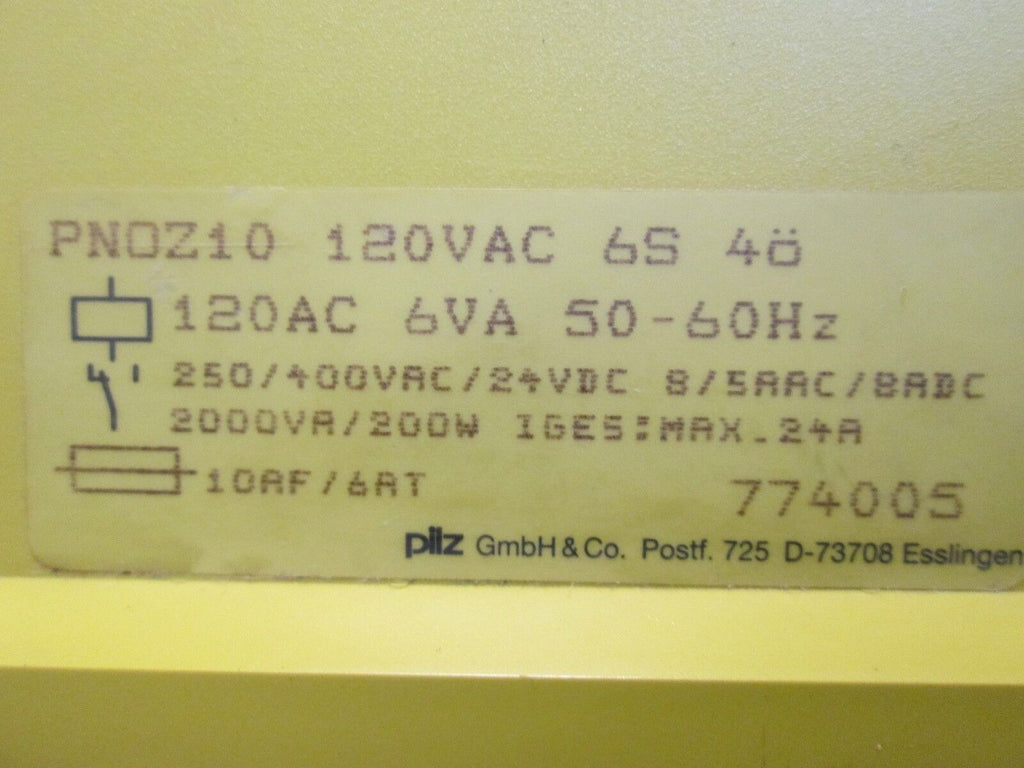 PNOZ10 120VAC 6S 4ö
120AC 6VA 50-60Hz
250/400VAC/24VDC 8/5AAC/8ADC
2000VA/200W IGES:MAX.24A
10AF/6AT
774005
pilz GmbH & Co. Postf. 725 D-73708 Esslingen